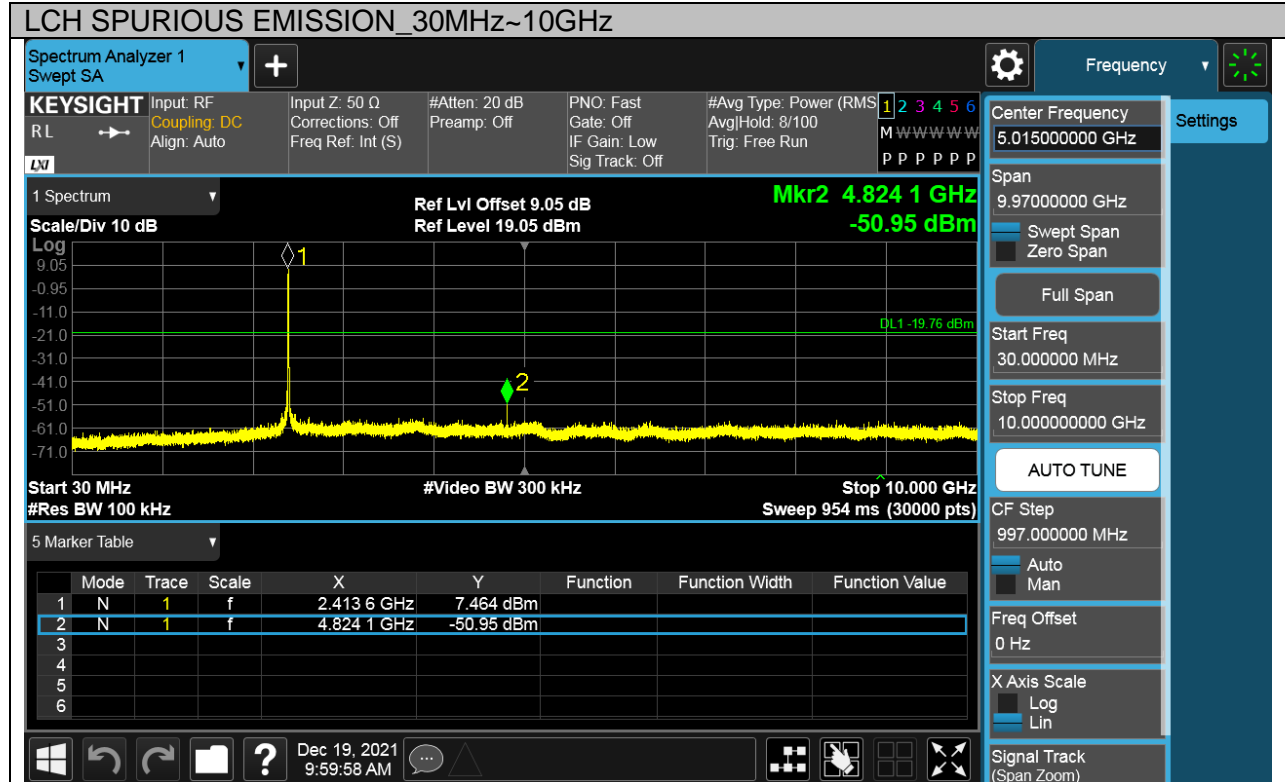 LCH SPURIOUS EMISSION_30MHz~10GHz
Spectrum Analyzer 1
Swept SA
Frequency
KEYSIGHT
RL
LXI
Input: RF
Coupling: DC
Align: Auto
Input Z: 50 Ω
Corrections: Off
Freq Ref: Int (S)
#Atten: 20 dB
Preamp: Off
PNO: Fast
Gate: Off
IF Gain: Low
Sig Track: Off
#Avg Type: Power (RMS
Avg|Hold: 8/100
Trig: Free Run
1 2 3 4 5 6
M W W W W W
P P P P P P
1 Spectrum
Scale/Div 10 dB
Ref Lvl Offset 9.05 dB
Ref Level 19.05 dBm
Mkr2 4.824 1 GHz
-50.95 dBm
Log
9.05
-0.95
-11.0
-21.0
-31.0
-41.0
-51.0
-61.0
-71.0
1
DL1 -19.76 dBm
2
Start 30 MHz
#Video BW 300 kHz
Stop 10.000 GHz
#Res BW 100 kHz
Sweep 954 ms (30000 pts)
5 Marker Table
Mode Trace Scale X Y Function Function Width Function Value
1 N 1 f 2.413 6 GHz 7.464 dBm
2 N 1 f 4.824 1 GHz -50.95 dBm
3
4
5
6
Dec 19, 2021
9:59:58 AM
Center Frequency
5.015000000 GHz
Settings
Span
9.97000000 GHz
Swept Span
Zero Span
Full Span
Start Freq
30.000000 MHz
Stop Freq
10.000000000 GHz
AUTO TUNE
CF Step
997.000000 MHz
Auto
Man
Freq Offset
0 Hz
X Axis Scale
Log
Lin
Signal Track
(Span Zoom)